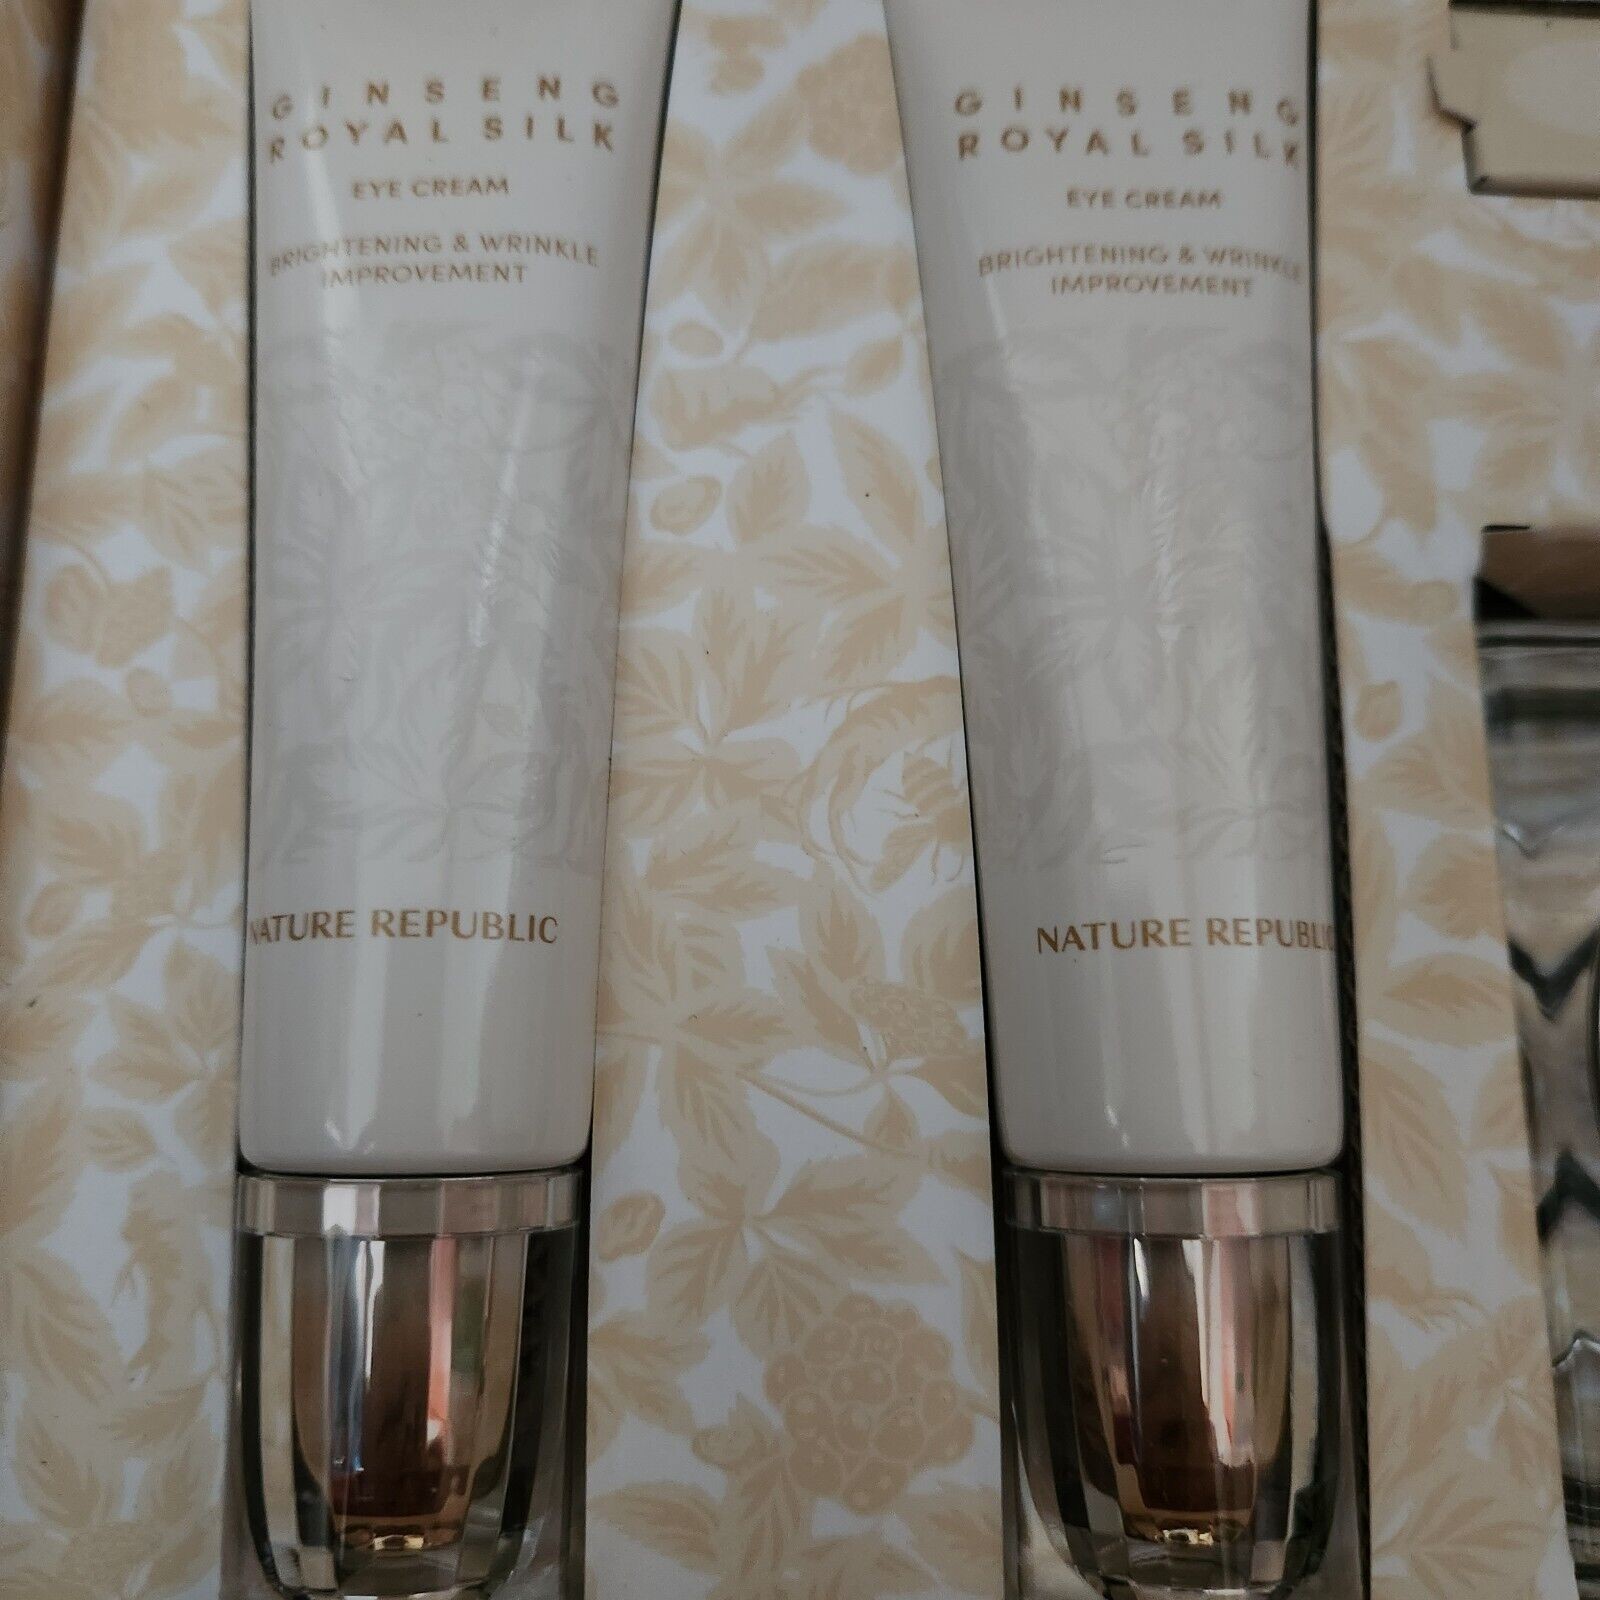 GINSENG
ROYAL SILK
EYE CREAM
BRIGHTENING & WRINKLE
IMPROVEMENT
NATURE REPUBLIC
GINSENG
ROYAL SILK
EYE CREAM
BRIGHTENING & WRINKLE
IMPROVEMENT
NATURE REPUBLIC